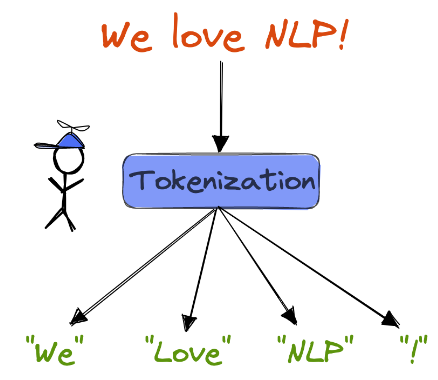 We love NLP!
Tokenization
"We" "Love" "NLP" "!"